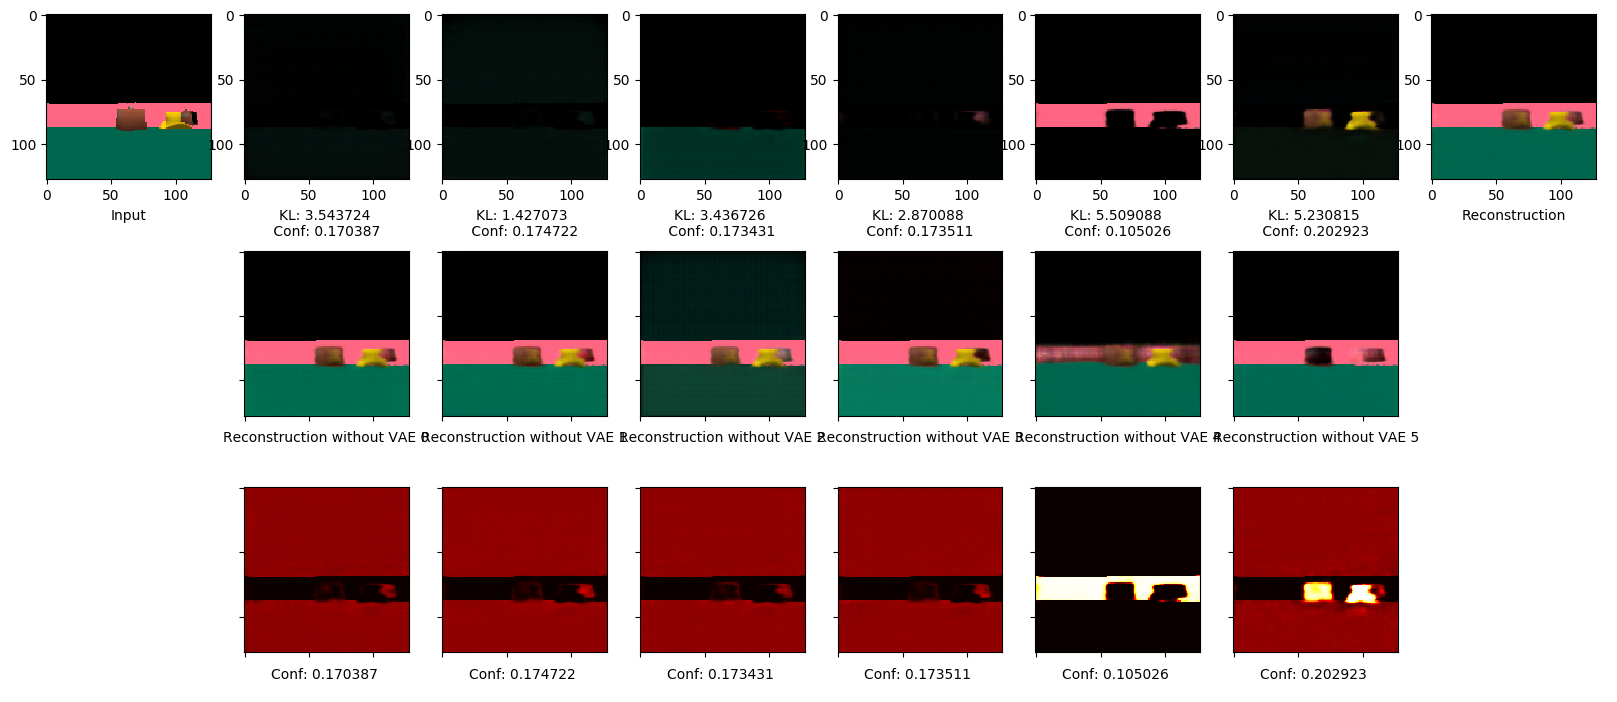 0
50
100
0 50 100
Input
0
50
100
0 50 100
KL: 3.543724
Conf: 0.170387
0
50
100
0 50 100
KL: 1.427073
Conf: 0.174722
0
50
100
0 50 100
KL: 3.436726
Conf: 0.173431
0
50
100
0 50 100
KL: 2.870088
Conf: 0.173511
0
50
100
0 50 100
KL: 5.509088
Conf: 0.105026
0
50
100
0 50 100
KL: 5.230815
Conf: 0.202923
0
50
100
0 50 100
Reconstruction
Reconstruction without VAE 0
Reconstruction without VAE 1
Reconstruction without VAE 2
Reconstruction without VAE 3
Reconstruction without VAE 4
Reconstruction without VAE 5
Conf: 0.170387
Conf: 0.174722
Conf: 0.173431
Conf: 0.173511
Conf: 0.105026
Conf: 0.202923